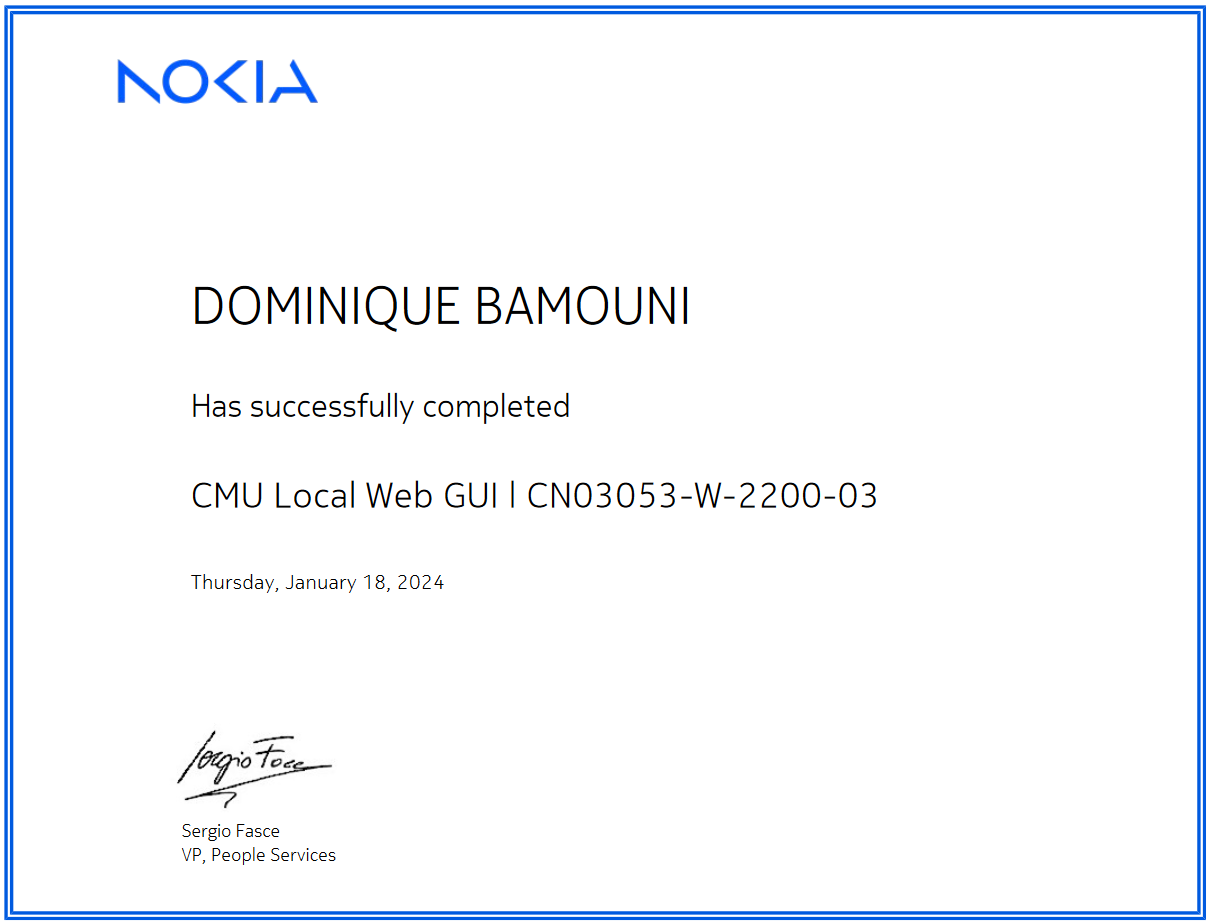 NOKIA
DOMINIQUE BAMOUNI
Has successfully completed
CMU Local Web GUI | CN03053-W-2200-03
Thursday, January 18, 2024
Sergio Fasce
Sergio Fasce
VP, People Services